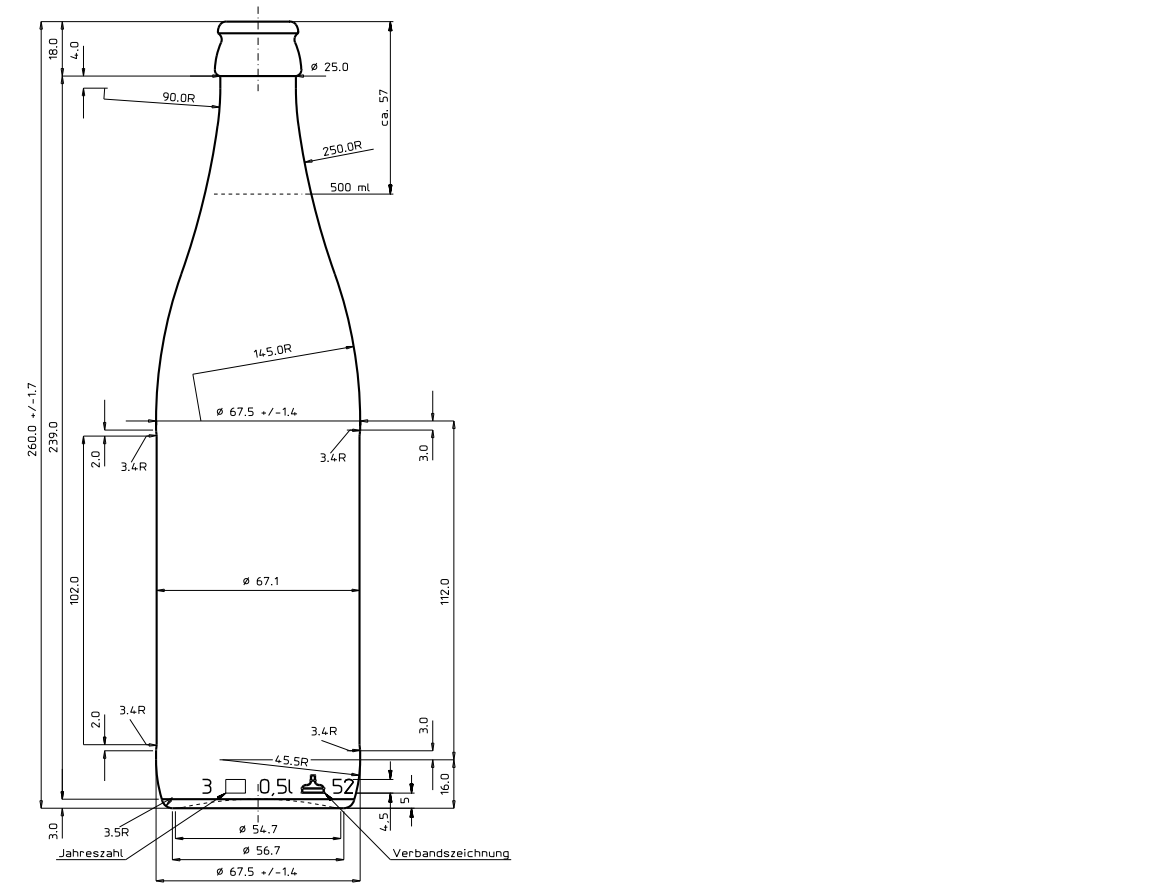 18.0
4.0
ø 25.0
90.0R
ca. 57
250.0R
500 ml
145.0R
260.0 +/-1.7
239.0
ø 67.5 +/-1.4
2.0
3.4R
3.4R
3.0
102.0
ø 67.1
112.0
3.4R
2.0
3.4R
3.0
45.5R
3 0,5l 52
16.0
5
4,5
3.0
3.5R
ø 54.7
Jahreszahl
ø 56.7
Verbandszeichnung
ø 67.5 +/-1.4